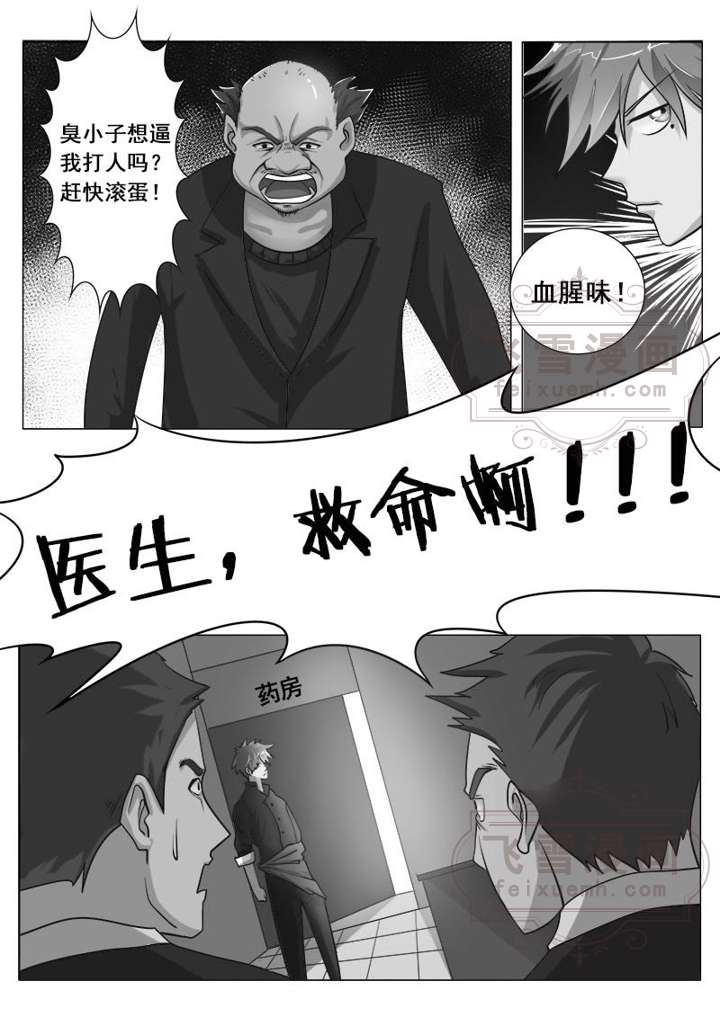 臭小子想逼
我打人吗？
赶快滚蛋！
血腥味！
飞雪漫画
feixuemh.com
医生，救命啊！！！
药房
飞雪漫画
feixuemh.com